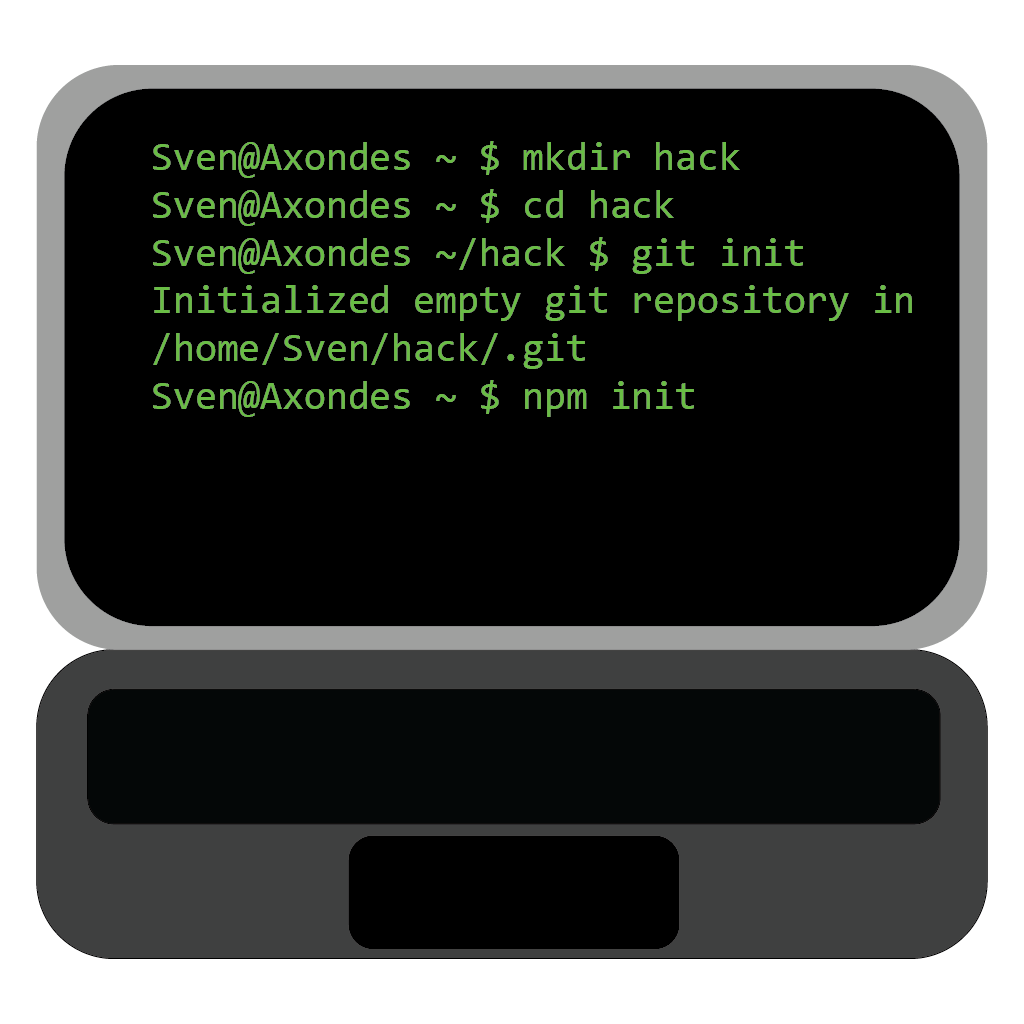 Sven@Axondes ~ $ mkdir hack
Sven@Axondes ~ $ cd hack
Sven@Axondes ~/hack $ git init
Initialized empty git repository in
/home/Sven/hack/.git
Sven@Axondes ~ $ npm init